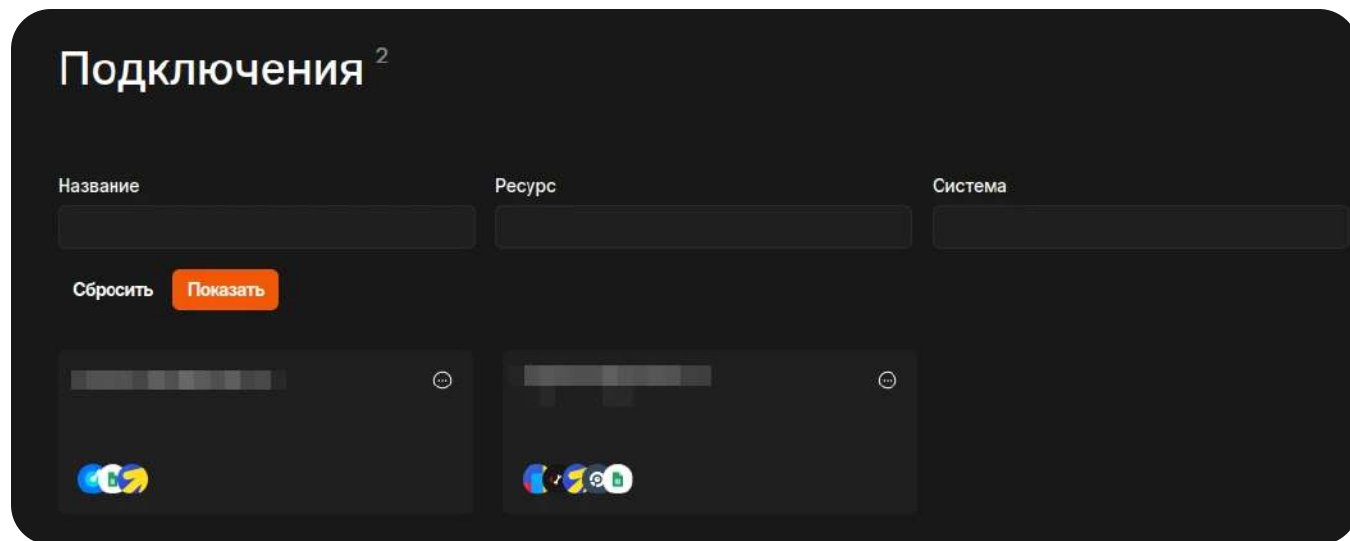 Подключения 2
Название
Ресурс
Система
Сбросить
Показать